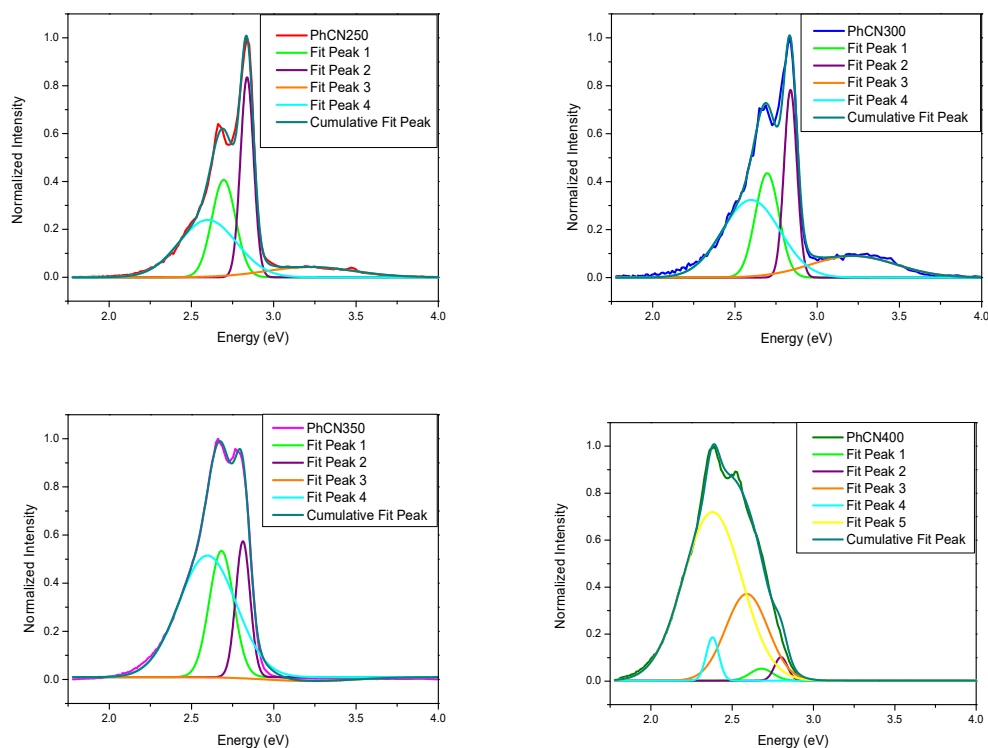 PhCN250
Fit Peak 1
Fit Peak 2
Fit Peak 3
Fit Peak 4
Cumulative Fit Peak
Normalized Intensity
1.0
0.8
0.6
0.4
0.2
0.0
2.0 2.5 3.0 3.5 4.0
Energy (eV)
PhCN300
Fit Peak 1
Fit Peak 2
Fit Peak 3
Fit Peak 4
Cumulative Fit Peak
Normalized Intensity
1.0
0.8
0.6
0.4
0.2
0.0
2.0 2.5 3.0 3.5 4.0
Energy (eV)
PhCN350
Fit Peak 1
Fit Peak 2
Fit Peak 3
Fit Peak 4
Cumulative Fit Peak
Normalized Intensity
1.0
0.8
0.6
0.4
0.2
0.0
2.0 2.5 3.0 3.5 4.0
Energy (eV)
PhCN400
Fit Peak 1
Fit Peak 2
Fit Peak 3
Fit Peak 4
Fit Peak 5
Cumulative Fit Peak
Normalized Intensity
1.0
0.8
0.6
0.4
0.2
0.0
2.0 2.5 3.0 3.5 4.0
Energy (eV)